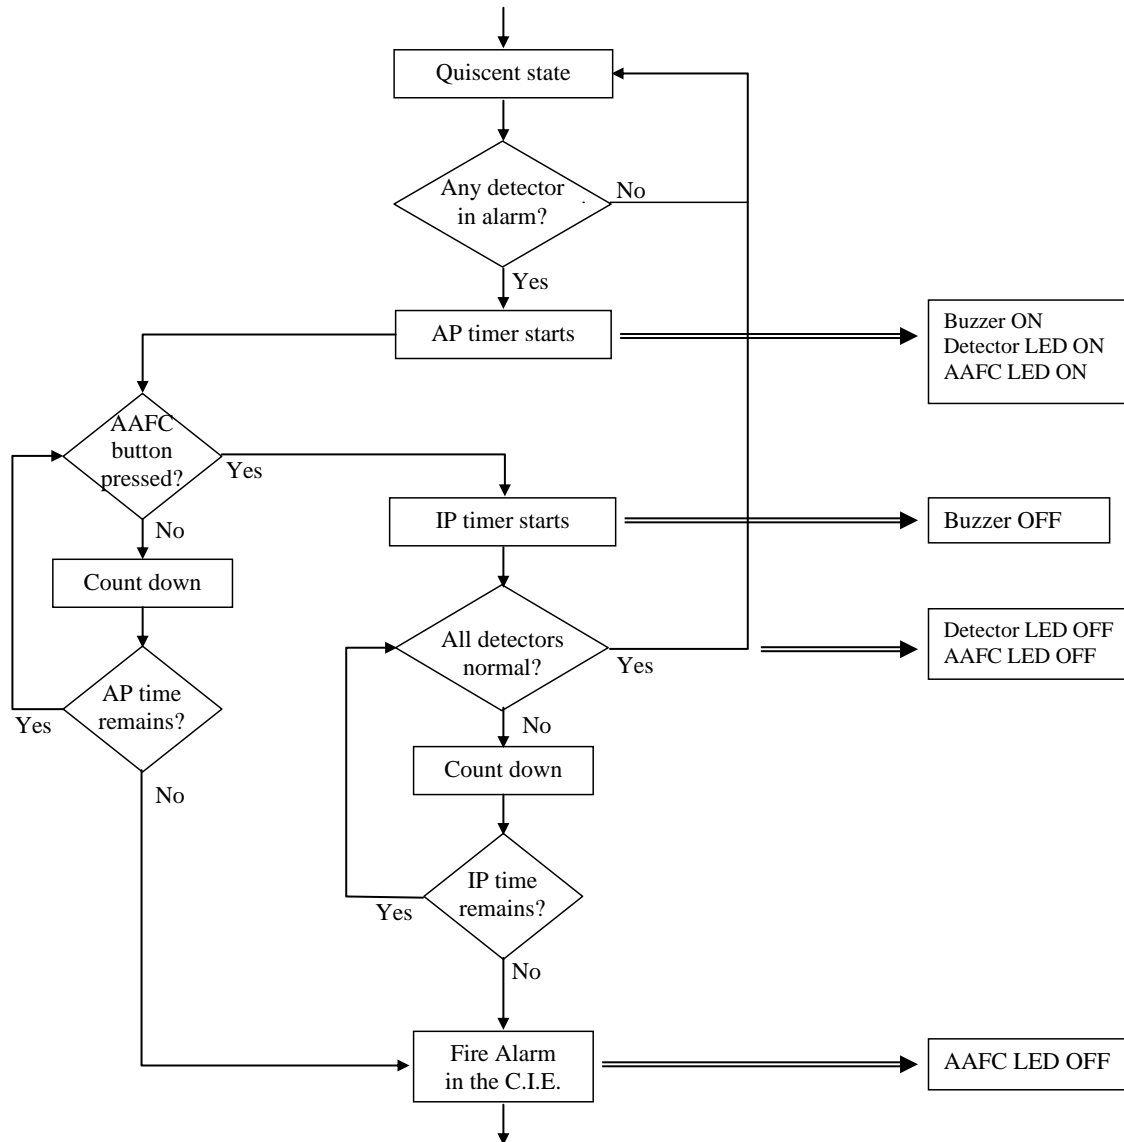 Quiscent state
Any detector
in alarm?
No
Yes
AP timer starts
Buzzer ON
Detector LED ON
AAFC LED ON
AAFC
button
pressed?
Yes
No
IP timer starts
Buzzer OFF
Count down
All detectors
normal?
Yes
Detector LED OFF
AAFC LED OFF
AP time
remains?
Yes
No
No
Count down
IP time
remains?
Yes
No
Fire Alarm
in the C.I.E.
AAFC LED OFF